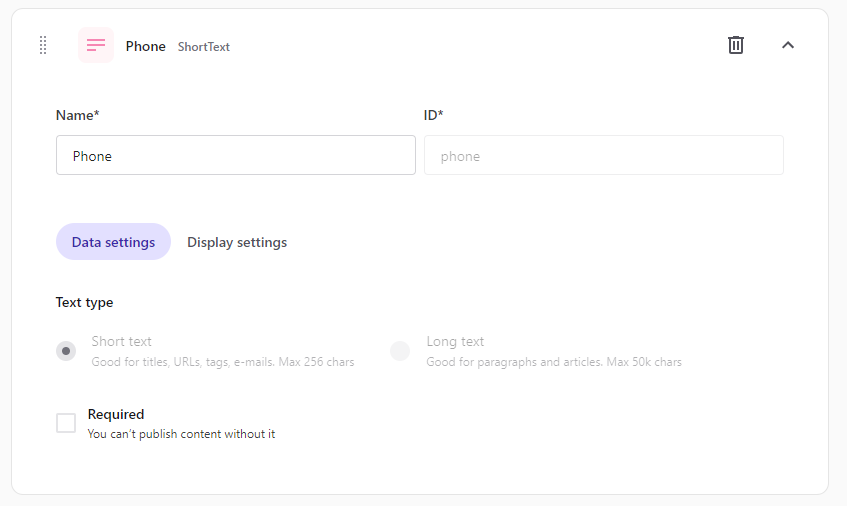 Phone ShortText
Name* ID*
Phone phone
Data settings Display settings
Text type
Short text Long text
Good for titles, URLs, tags, e-mails. Max 256 chars Good for paragraphs and articles. Max 50k chars
Required
You can't publish content without it